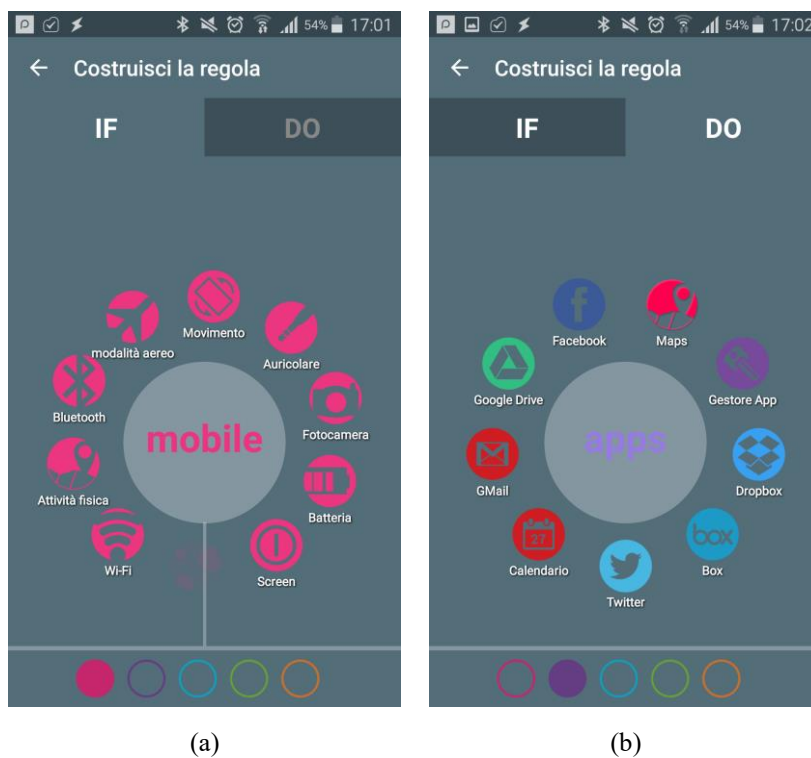 54% 17:01
Costruisci la regola
IF DO
Movimento
modalità aereo
Auricolare
Bluetooth
Fotocamera
mobile
Attività fisica
Batteria
Wi-Fi
Screen
(a)
54% 17:02
Costruisci la regola
IF DO
Facebook
Maps
Google Drive
Gestore App
apps
GMail
Dropbox
27
box
Calendario
Box
Twitter
(b)